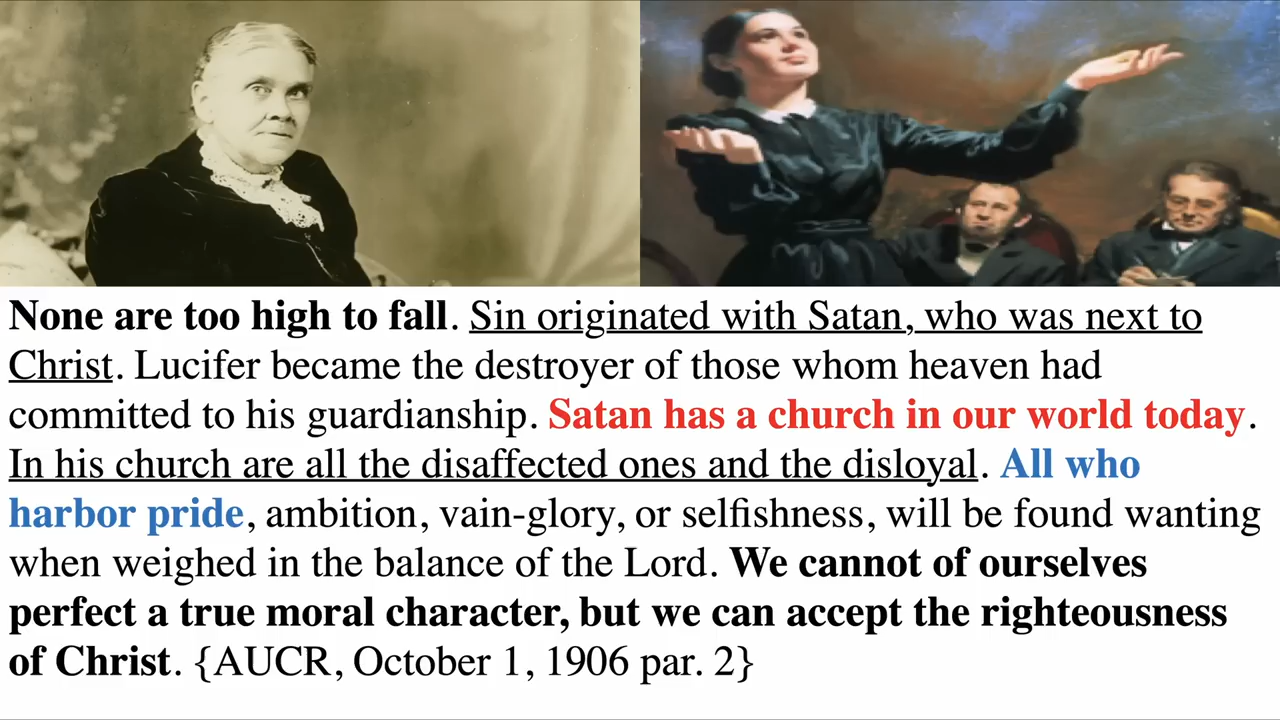 None are too high to fall. Sin originated with Satan, who was next to
Christ. Lucifer became the destroyer of those whom heaven had
committed to his guardianship. Satan has a church in our world today.
In his church are all the disaffected ones and the disloyal. All who
harbor pride, ambition, vain-glory, or selfishness, will be found wanting
when weighed in the balance of the Lord. We cannot of ourselves
perfect a true moral character, but we can accept the righteousness
of Christ. {AUCR, October 1, 1906 par. 2}